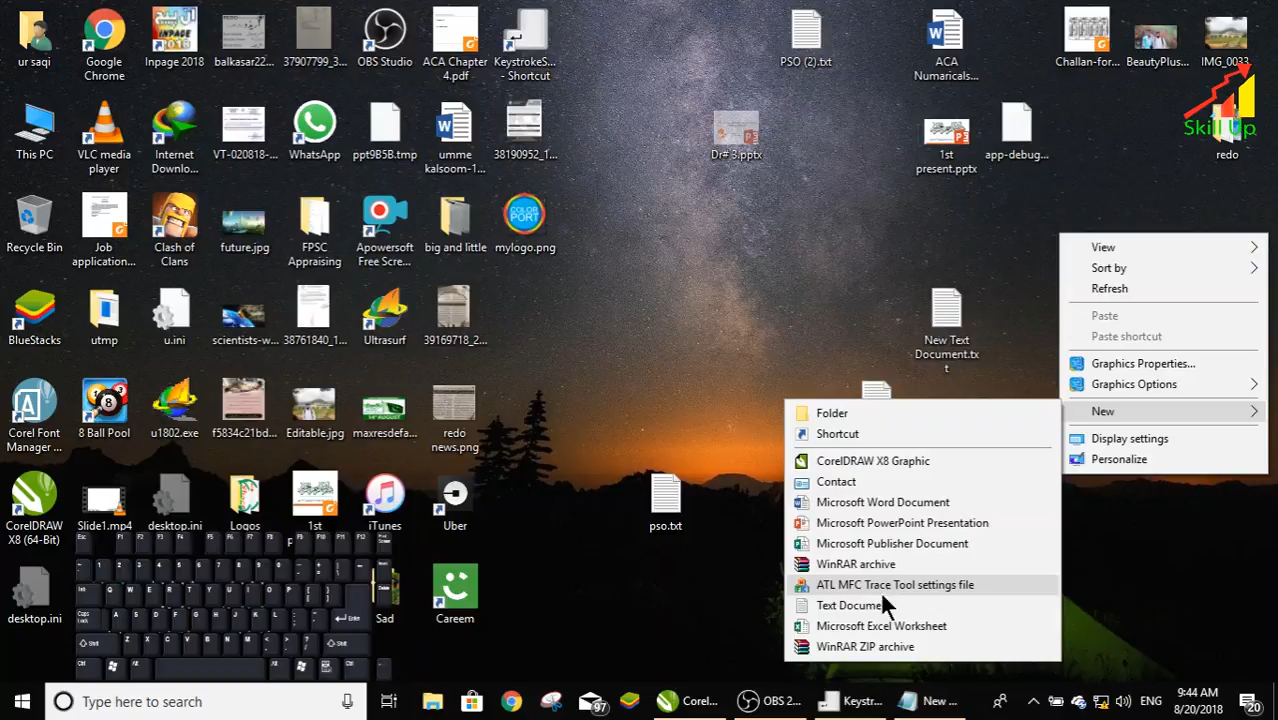 ur saqi
Google
Chrome
Inpage 2018
balkasar22...
37907799_3...
OBS Studio
ACA Chapter
4.pdf
KeystrokeS...
- Shortcut
PSO (2).txt
ACA
Numaricals...
Challan-for...
BeautyPlus...
IMG_0033...
Skill Up
This PC
VLC media
player
Internet
Downlo...
VT-020818-...
WhatsApp
ppt9B5B.tmp
umme
kalsoom-1...
38190952_1...
Dr# 3.pptx
1st
present.pptx
app-debug...
redo
Recycle Bin
Job
application...
Clash of
Clans
future.jpg
FPSC
Appraising
Apowersoft
Free Scre...
big and little
COLOR
PORT
mylogo.png
BlueStacks
utmp
u.ini
scientists-w...
38761840_1...
Ultrasurf
39169718_2...
New Text
Document.tx
t
Corel Font
Manager ...
8 Ball Pool
u1802.exe
f5834c21bd...
Editable.jpg
maxresdefa...
redo
news.png
CorelDRAW
X8 (64-Bit)
Slide1.mp4
desktop.ini
Logos
1st
iTunes
Uber
pso.txt
desktop.ini
Sad
Careem
View
Sort by
Refresh
Paste
Paste shortcut
Graphics Properties...
Graphics Options
New
Display settings
Personalize
Folder
Shortcut
CorelDRAW X8 Graphic
Contact
Microsoft Word Document
Microsoft PowerPoint Presentation
Microsoft Publisher Document
WinRAR archive
ATL MFC Trace Tool settings file
Text Docume
Microsoft Excel Worksheet
WinRAR ZIP archive
Type here to search
97
Corel...
OBS 2...
Keystr...
New ...
ENG
9:44 AM
8/20/2018
20